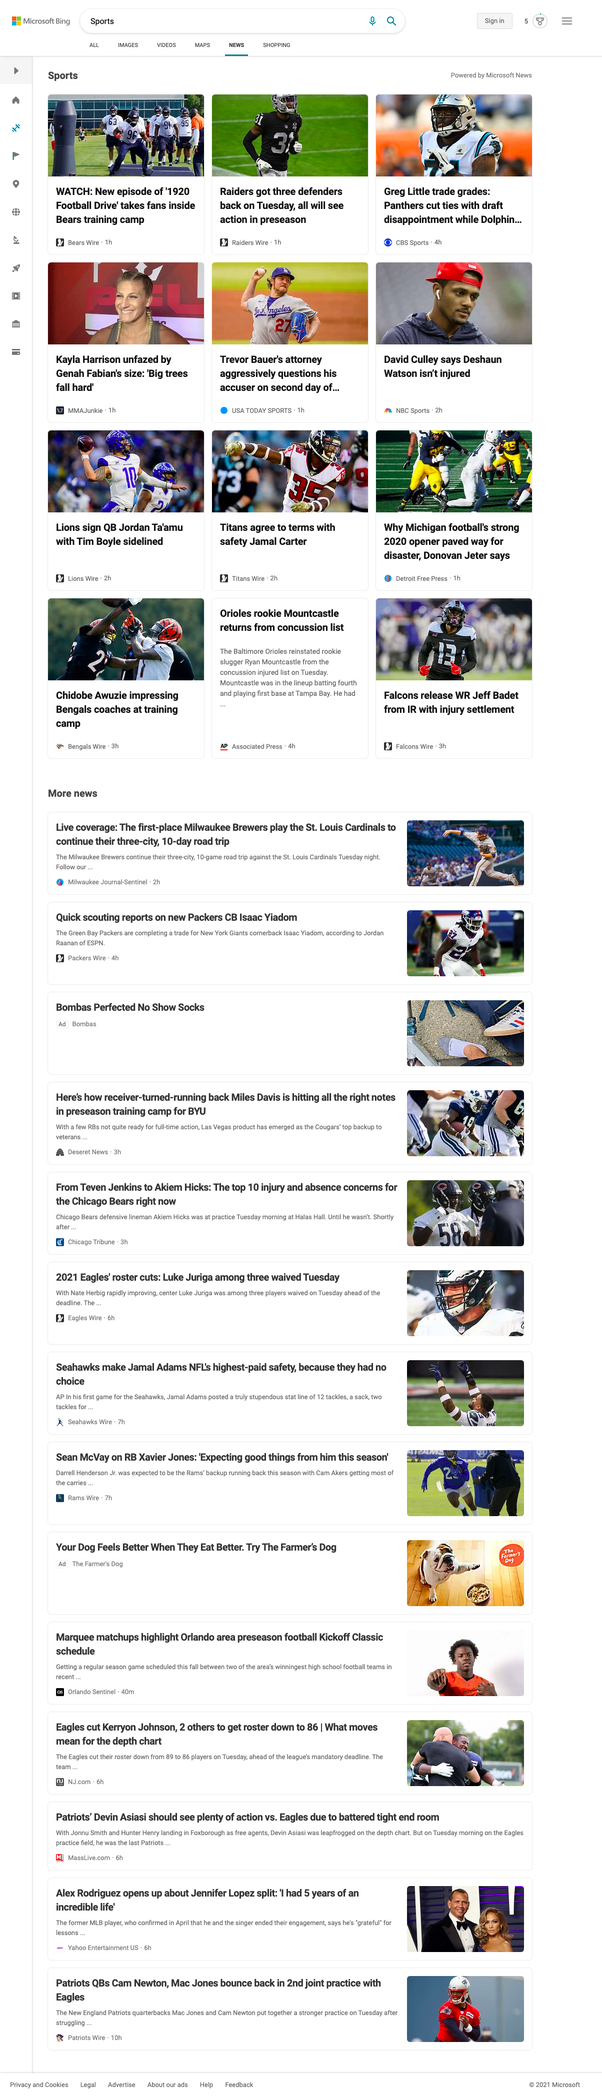 Microsoft Bing
Sports
Sign in
5
ALL IMAGES VIDEOS MAPS NEWS SHOPPING
Sports
Powered by Microsoft News
WATCH: New episode of '1920
Football Drive' takes fans inside
Bears training camp
Bears Wire · 1h
Raiders got three defenders
back on Tuesday, all will see
action in preseason
Raiders Wire · 1h
Greg Little trade grades:
Panthers cut ties with draft
disappointment while Dolphin...
CBS Sports · 4h
Kayla Harrison unfazed by
Genah Fabian's size: 'Big trees
fall hard'
MMAJunkie · 1h
Trevor Bauer's attorney
aggressively questions his
accuser on second day of...
USA TODAY SPORTS · 1h
David Culley says Deshaun
Watson isn't injured
NBC Sports · 2h
Lions sign QB Jordan Ta'amu
with Tim Boyle sidelined
Lions Wire · 2h
Titans agree to terms with
safety Jamal Carter
Titans Wire · 2h
Why Michigan football's strong
2020 opener paved way for
disaster, Donovan Jeter says
Detroit Free Press · 1h
Chidobe Awuzie impressing
Bengals coaches at training
camp
Bengals Wire · 3h
Orioles rookie Mountcastle
returns from concussion list
The Baltimore Orioles reinstated rookie
slugger Ryan Mountcastle from the
concussion injured list on Tuesday.
Mountcastle was in the lineup batting fourth
and playing first base at Tampa Bay. He had
...
AP Associated Press · 4h
Falcons release WR Jeff Badet
from IR with injury settlement
Falcons Wire · 3h
More news
Live coverage: The first-place Milwaukee Brewers play the St. Louis Cardinals to
continue their three-city, 10-day road trip
The Milwaukee Brewers continue their three-city, 10-game road trip against the St. Louis Cardinals Tuesday night.
Follow our ...
Milwaukee Journal-Sentinel · 2h
Quick scouting reports on new Packers CB Isaac Yiadom
The Green Bay Packers are completing a trade for New York Giants cornerback Isaac Yiadom, according to Jordan
Raanan of ESPN.
Packers Wire · 4h
Bombas Perfected No Show Socks
Ad Bombas
Here's how receiver-turned-running back Miles Davis is hitting all the right notes
in preseason training camp for BYU
With a few RBs not quite ready for full-time action, Las Vegas product has emerged as the Cougars' top backup to
veterans ...
Deseret News · 3h
From Teven Jenkins to Akiem Hicks: The top 10 injury and absence concerns for
the Chicago Bears right now
Chicago Bears defensive lineman Akiem Hicks was at practice Tuesday morning at Halas Hall. Until he wasn't. Shortly
after ...
Chicago Tribune · 3h
2021 Eagles' roster cuts: Luke Juriga among three waived Tuesday
With Nate Herbig rapidly improving, center Luke Juriga was among three players waived on Tuesday ahead of the
deadline. The ...
Eagles Wire · 6h
Seahawks make Jamal Adams NFL's highest-paid safety, because they had no
choice
AP In his first game for the Seahawks, Jamal Adams posted a truly stupendous stat line of 12 tackles, a sack, two
tackles for ...
Seahawks Wire · 7h
Sean McVay on RB Xavier Jones: 'Expecting good things from him this season'
Darrell Henderson Jr. was expected to be the Rams' backup running back this season with Cam Akers getting most of
the carries ...
Rams Wire · 7h
Your Dog Feels Better When They Eat Better. Try The Farmer's Dog
Ad The Farmer's Dog
The Farmer's Dog
Marquee matchups highlight Orlando area preseason football Kickoff Classic
schedule
Getting a regular season game scheduled this fall between two of the area's winningest high school football teams in
recent ...
Orlando Sentinel · 40m
Eagles cut Kerryon Johnson, 2 others to get roster down to 86 | What moves
mean for the depth chart
The Eagles cut their roster down from 89 to 86 players on Tuesday, ahead of the league's mandatory deadline. The
team ...
NJ.com · 6h
Patriots' Devin Asiasi should see plenty of action vs. Eagles due to battered tight end room
With Jonnu Smith and Hunter Henry landing in Foxborough as free agents, Devin Asiasi was leapfrogged on the depth chart. But on Tuesday morning on the Eagles
practice field, he was the last Patriots ...
MassLive.com · 6h
Alex Rodriguez opens up about Jennifer Lopez split: 'I had 5 years of an
incredible life'
The former MLB player, who confirmed in April that he and the singer ended their engagement, says he's "grateful" for
lessons ...
Yahoo Entertainment US · 6h
Patriots QBs Cam Newton, Mac Jones bounce back in 2nd joint practice with
Eagles
The New England Patriots quarterbacks Mac Jones and Cam Newton put together a stronger practice on Tuesday after
struggling ...
Patriots Wire · 10h
Privacy and Cookies Legal Advertise About our ads Help Feedback © 2021 Microsoft